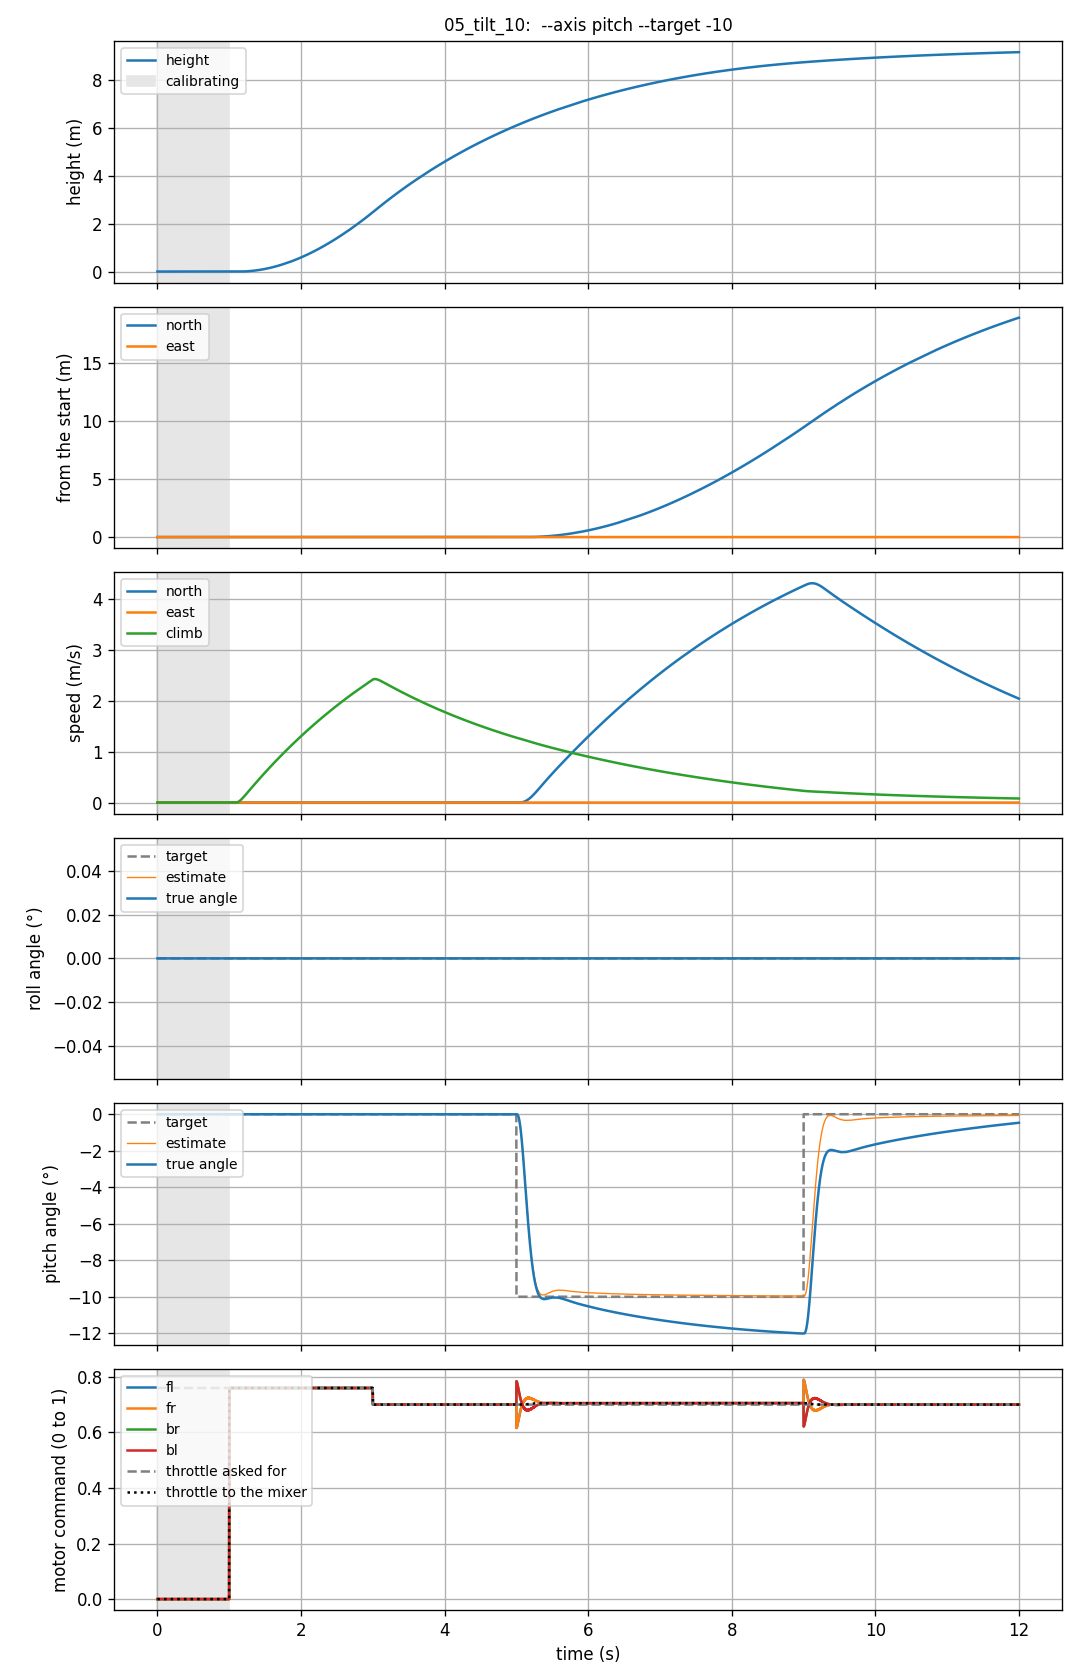 05_tilt_10:  --axis pitch --target -10
height
calibrating
height (m)
8
6
4
2
0
north
east
from the start (m)
15
10
5
0
north
east
climb
speed (m/s)
4
3
2
1
0
target
estimate
true angle
roll angle (°)
0.04
0.02
0.00
−0.02
−0.04
target
estimate
true angle
pitch angle (°)
0
−2
−4
−6
−8
−10
−12
fl
fr
br
bl
throttle asked for
throttle to the mixer
motor command (0 to 1)
0.8
0.6
0.4
0.2
0.0
0 2 4 6 8 10 12
time (s)